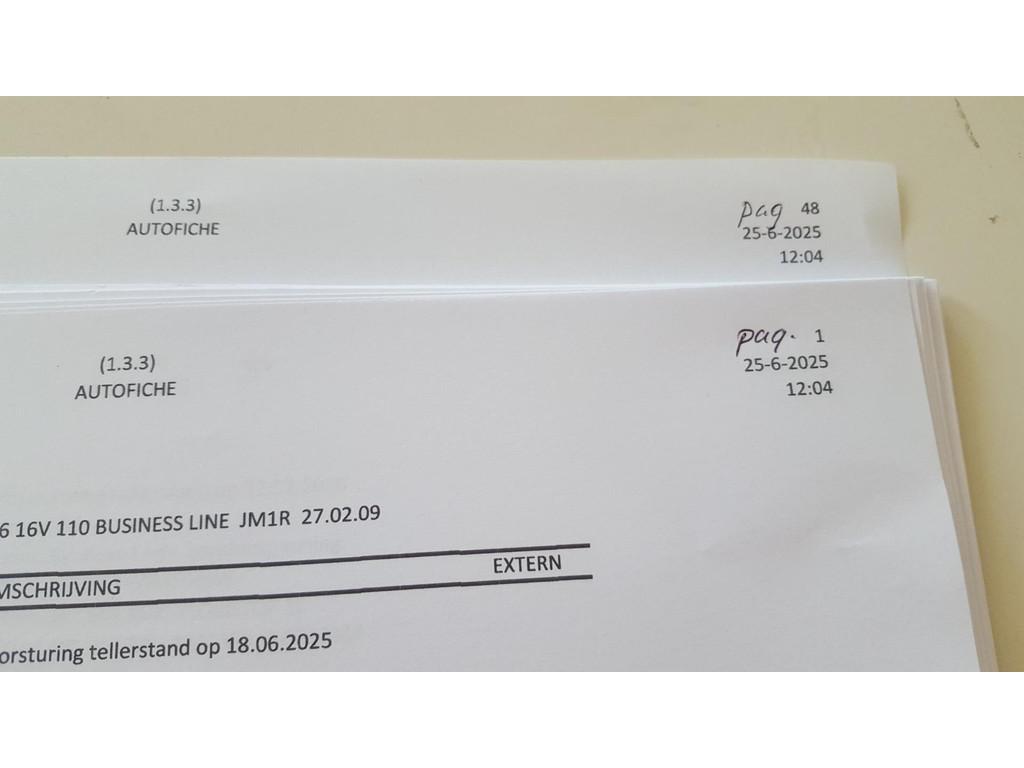 (1.3.3)
AUTOFICHE
pag 48
25-6-2025
12:04
(1.3.3)
AUTOFICHE
pag. 1
25-6-2025
12:04
6 16V 110 BUSINESS LINE JM1R 27.02.09
MSCHRIJVING EXTERN
orsturing tellerstand op 18.06.2025